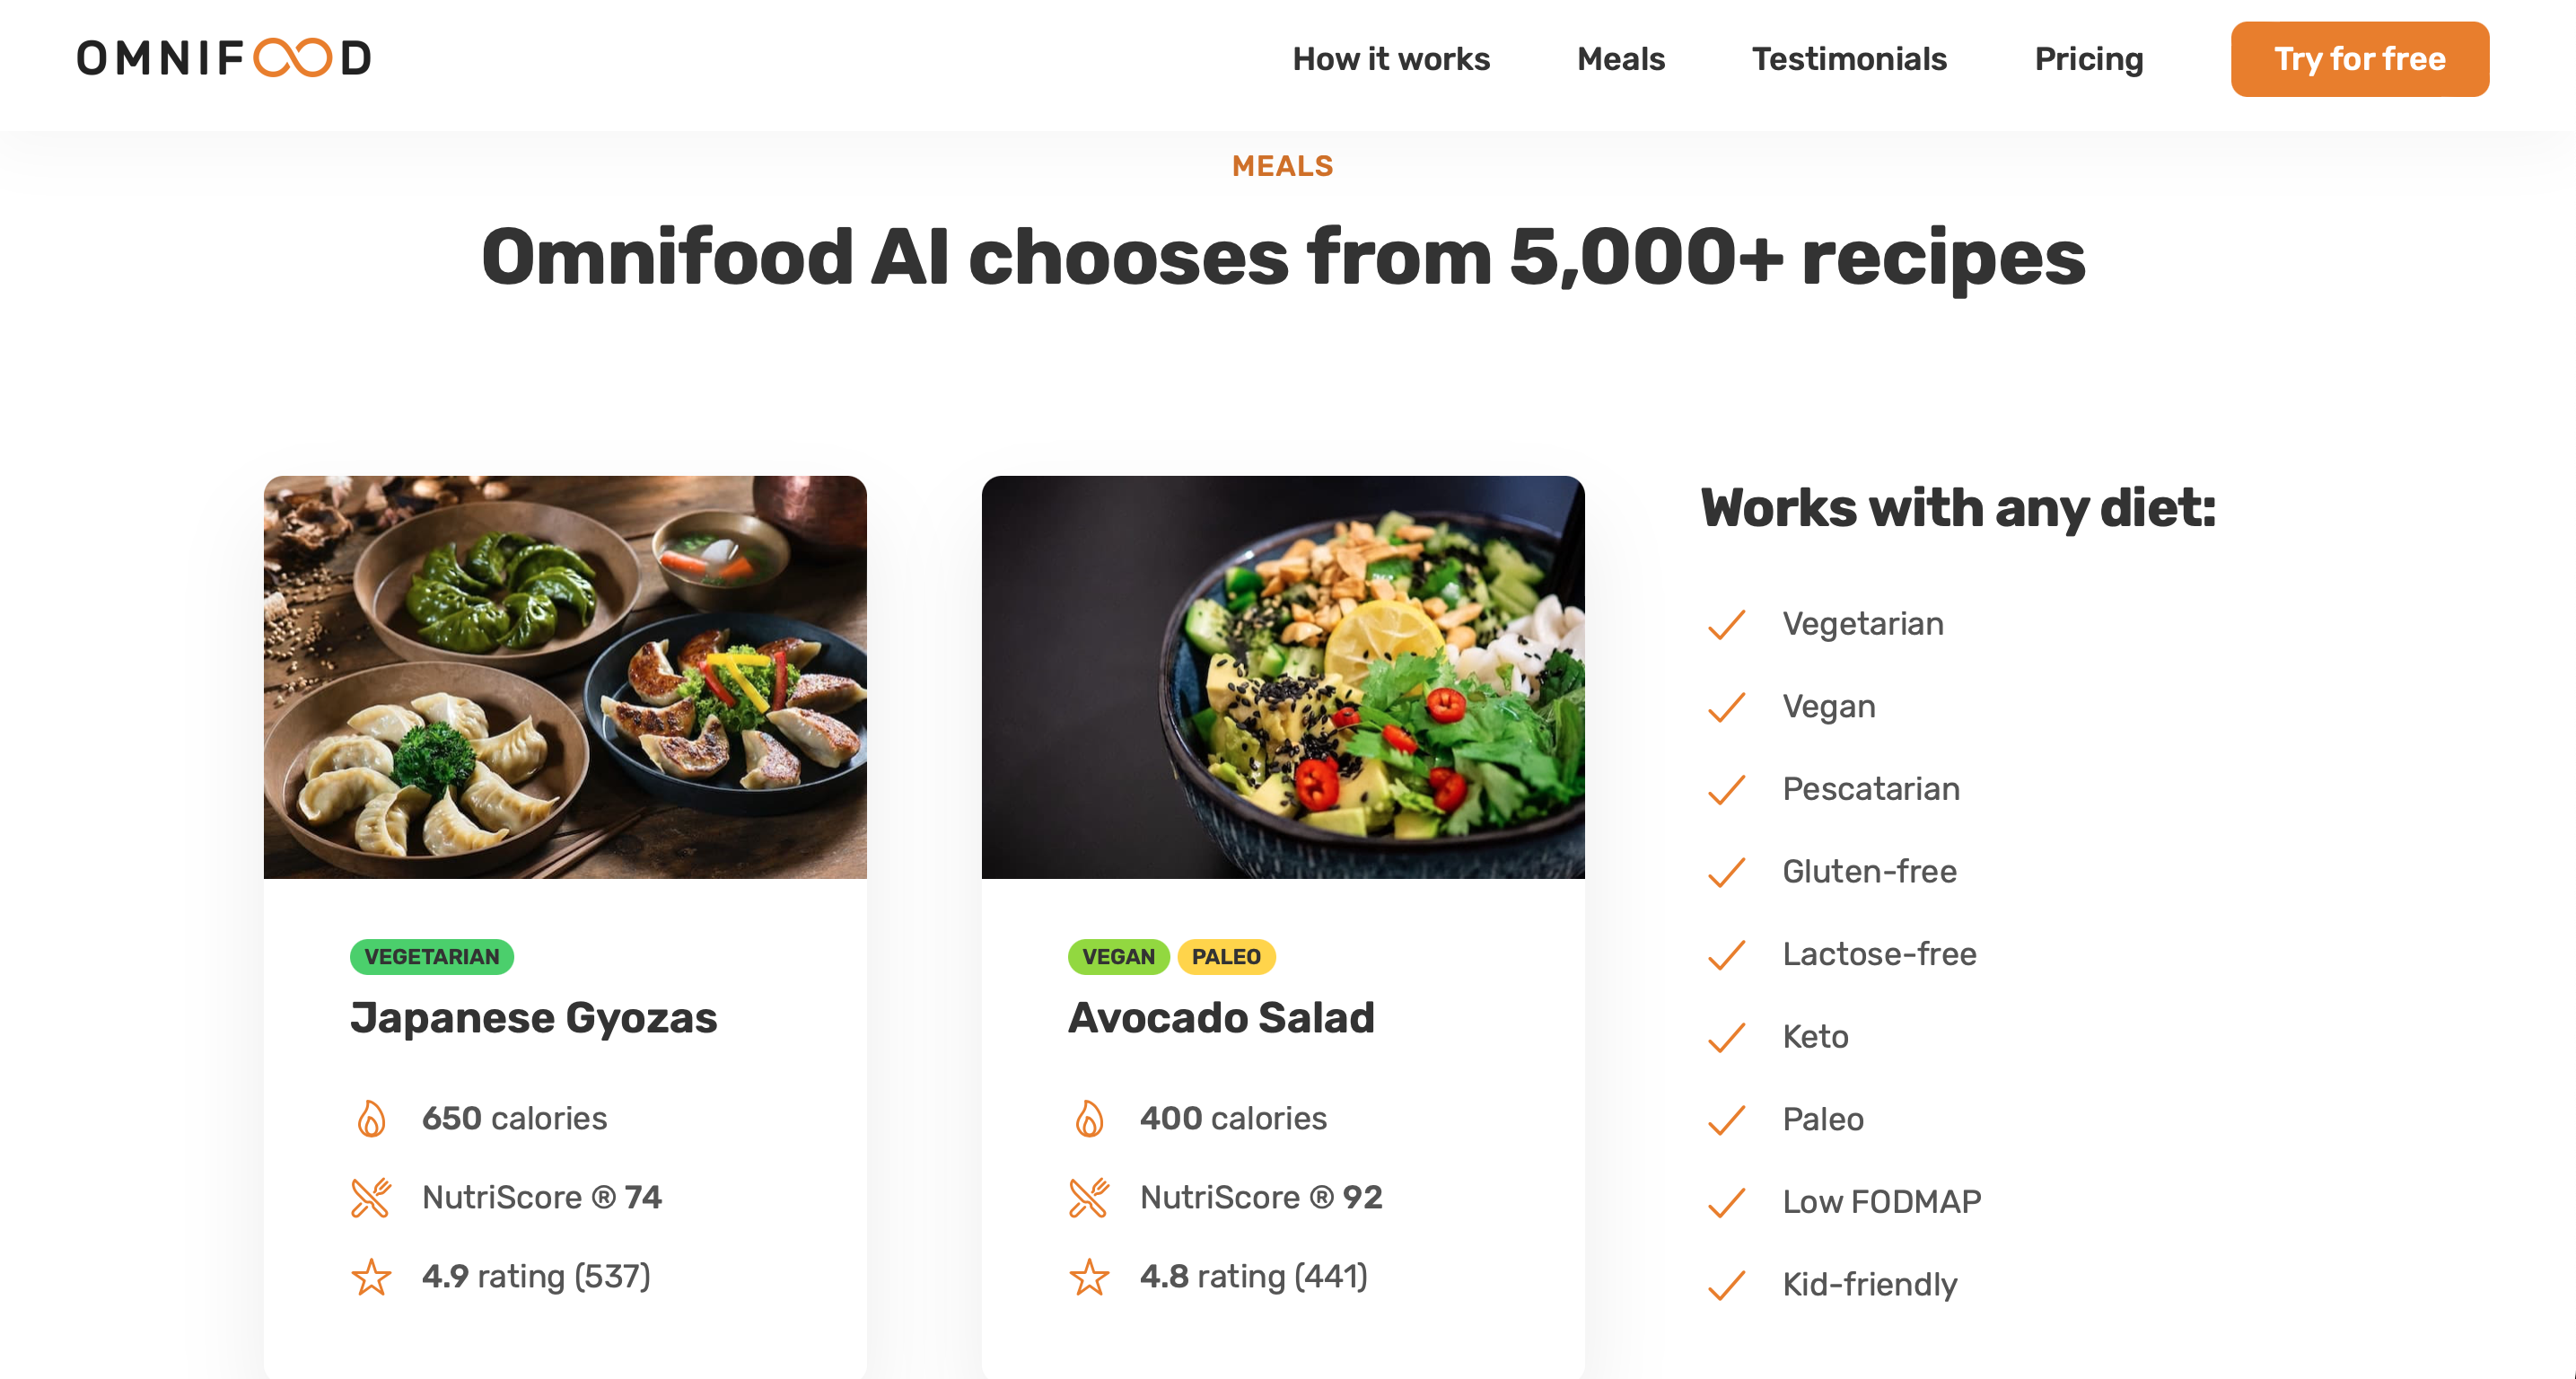 OMNIFOOD
How it works
Meals
Testimonials
Pricing
Try for free
MEALS
Omnifood AI chooses from 5,000+ recipes
VEGETARIAN
Japanese Gyozas
650 calories
NutriScore ® 74
4.9 rating (537)
VEGAN PALEO
Avocado Salad
400 calories
NutriScore ® 92
4.8 rating (441)
Works with any diet:
Vegetarian
Vegan
Pescatarian
Gluten-free
Lactose-free
Keto
Paleo
Low FODMAP
Kid-friendly